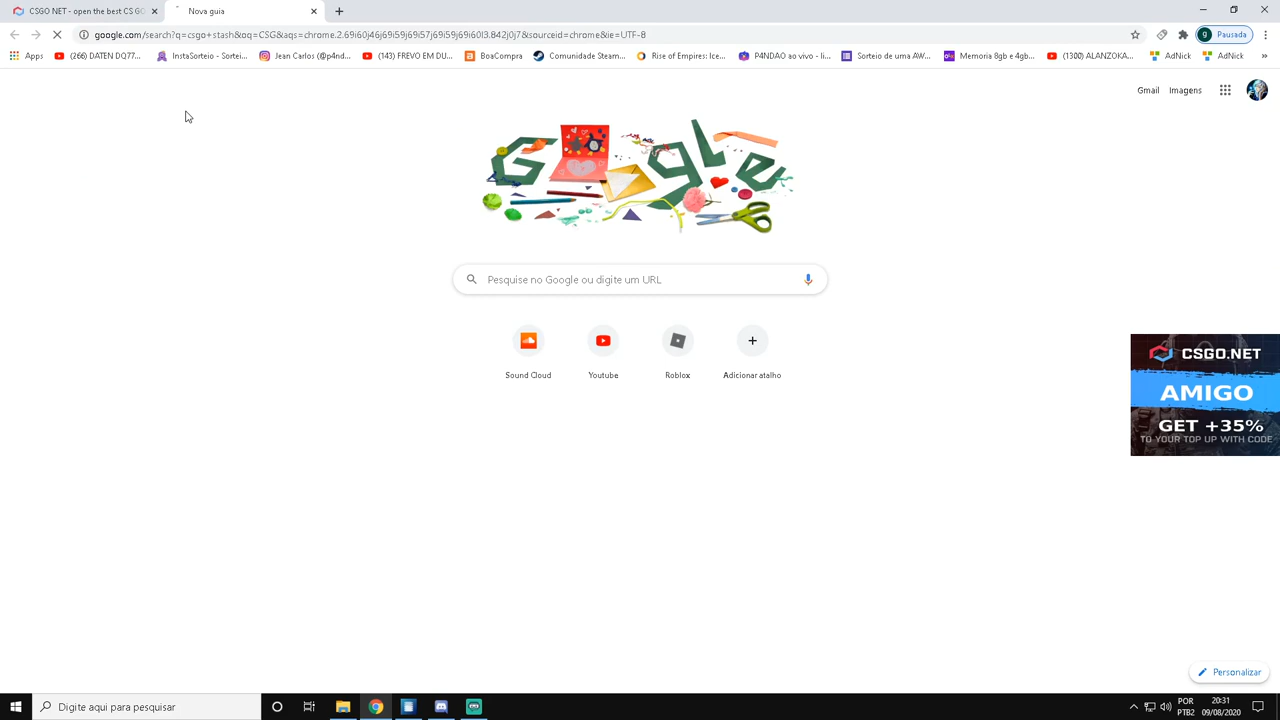 CSGO NET - open the best CS GO
Nova guia
google.com/search?q=csgo+stash&oq=CSG&aqs=chrome.2.69i60j46j69i59j69i57j69i59j69i60l3.842j0j7&sourceid=chrome&ie=UTF-8
Pausada
Apps
(266) DATEN DQ77...
InstaSorteio - Sortei...
Jean Carlos (@p4nd...
(143) FREVO EM DU...
BoaCompra
Comunidade Steam...
Rise of Empires: Ice...
P4NDAO ao vivo - li...
Sorteio de uma AW...
Memoria 8gb e 4gb...
(1300) ALANZOKA...
AdNick
AdNick
Gmail
Imagens
Google
Pesquise no Google ou digite um URL
Sound Cloud
Youtube
Roblox
Adicionar atalho
CSGO.NET
AMIGO
GET +35%
TO YOUR TOP UP WITH CODE
Personalizar
Digite aqui para pesquisar
POR
PTB2
20:31
09/08/2020